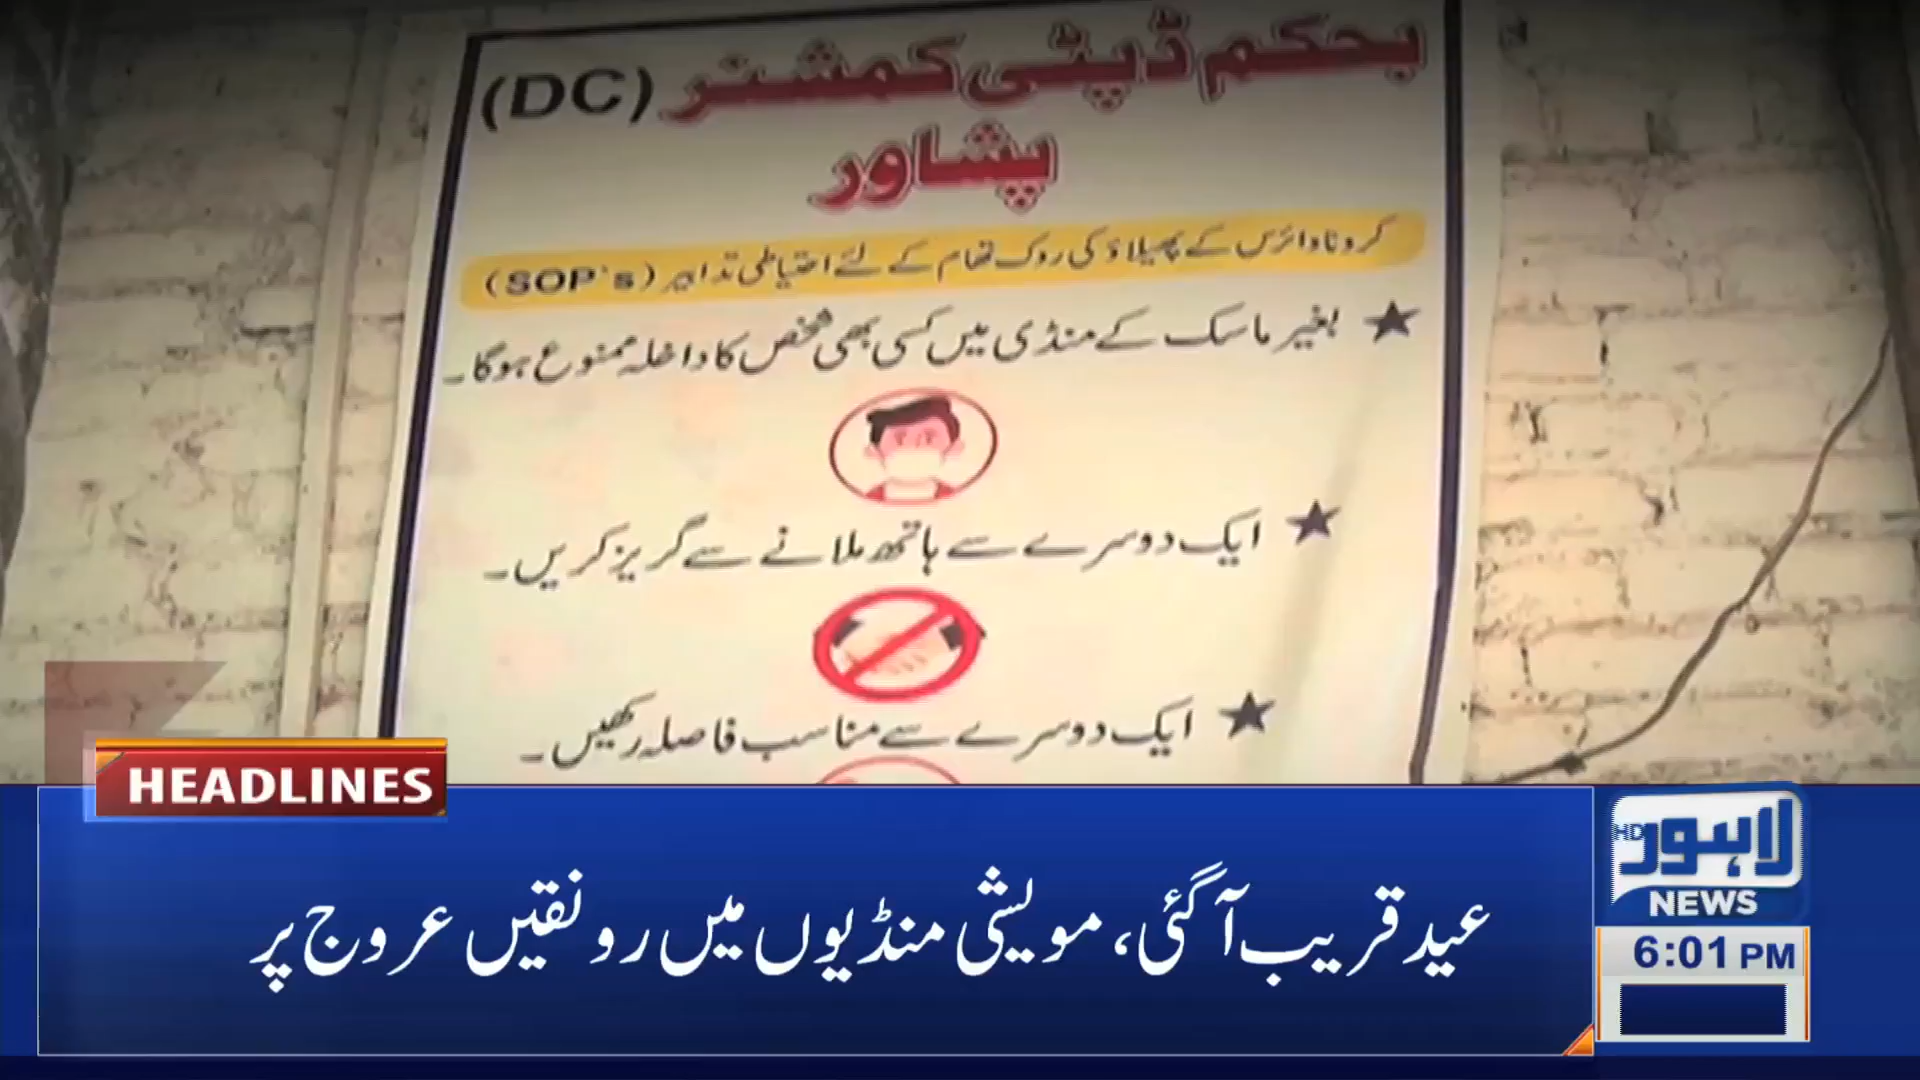 بحکم ڈپٹی کمشنر (DC)
پشاور
کرونا وائرس کے پھیلاؤ کی روک تھام کے لئے احتیاطی تدابیر (SOP's)
★ بغیر ماسک کے منڈی میں کسی بھی شخص کا داخلہ ممنوع ہوگا۔
★ ایک دوسرے سے ہاتھ ملانے سے گریز کریں۔
★ ایک دوسرے سے مناسب فاصلہ رکھیں۔
HEADLINES
عید قریب آگئی، مویشی منڈیوں میں رونقیں عروج پر
لاہور HD
NEWS
6:01 PM